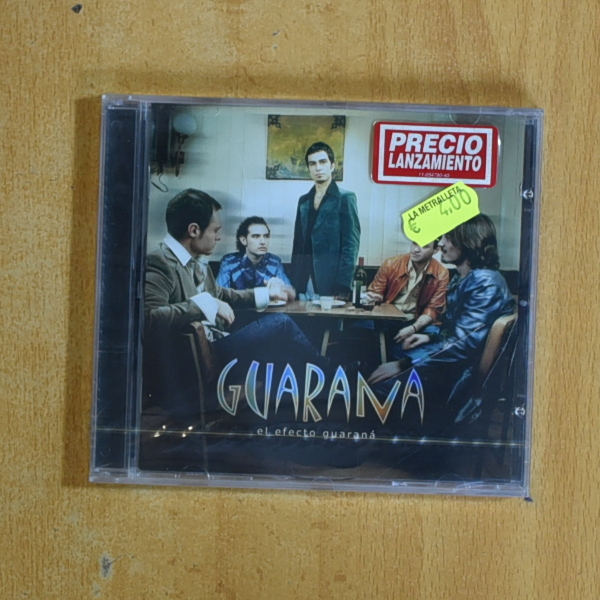 PRECIO
LANZAMIENTO
LA METRALLETA
€ 4.00
GUARANA
el efecto guaraná